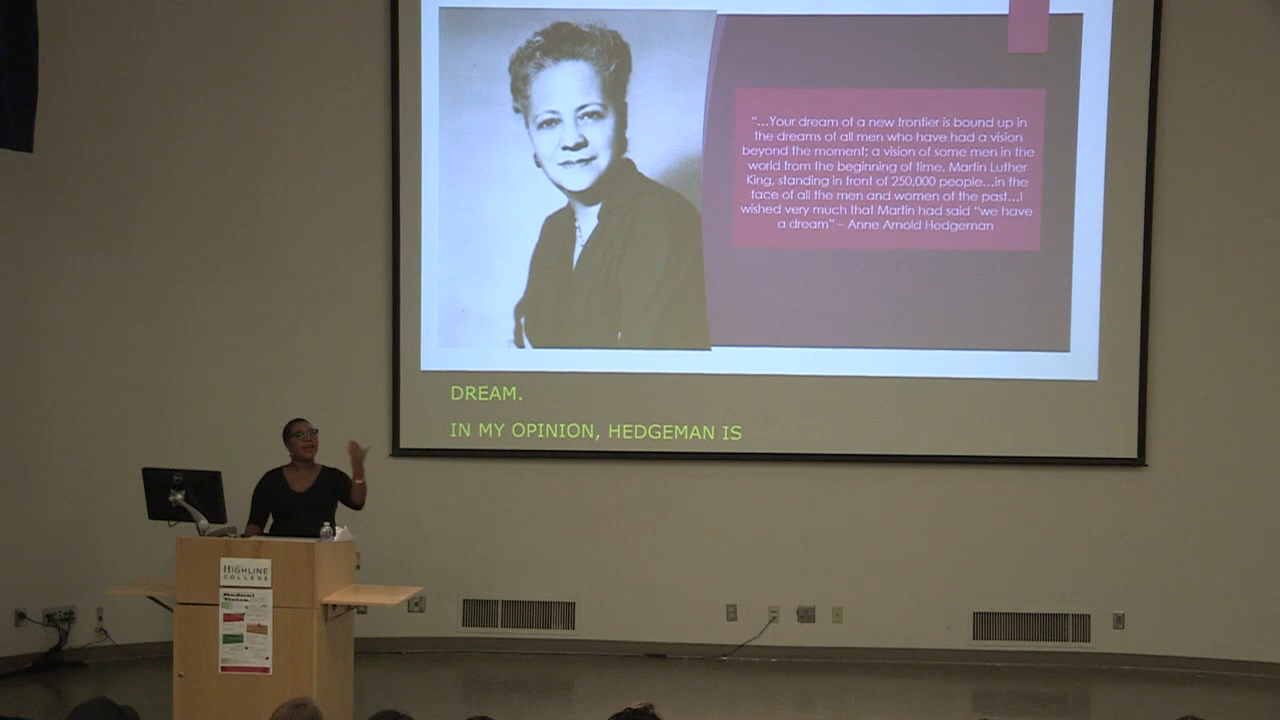 "...Your dream of a new frontier is bound up in
the dreams of all men who have had a vision
beyond the moment; a vision of some men in the
world from the beginning of time. Martin Luther
King, standing in front of 250,000 people...in the
face of all the men and women of the past...I
wished very much that Martin had said "we have
a dream" – Anne Arnold Hedgeman
DREAM.
IN MY OPINION, HEDGEMAN IS
HIGHLINE
COLLEGE
Radical
Vision